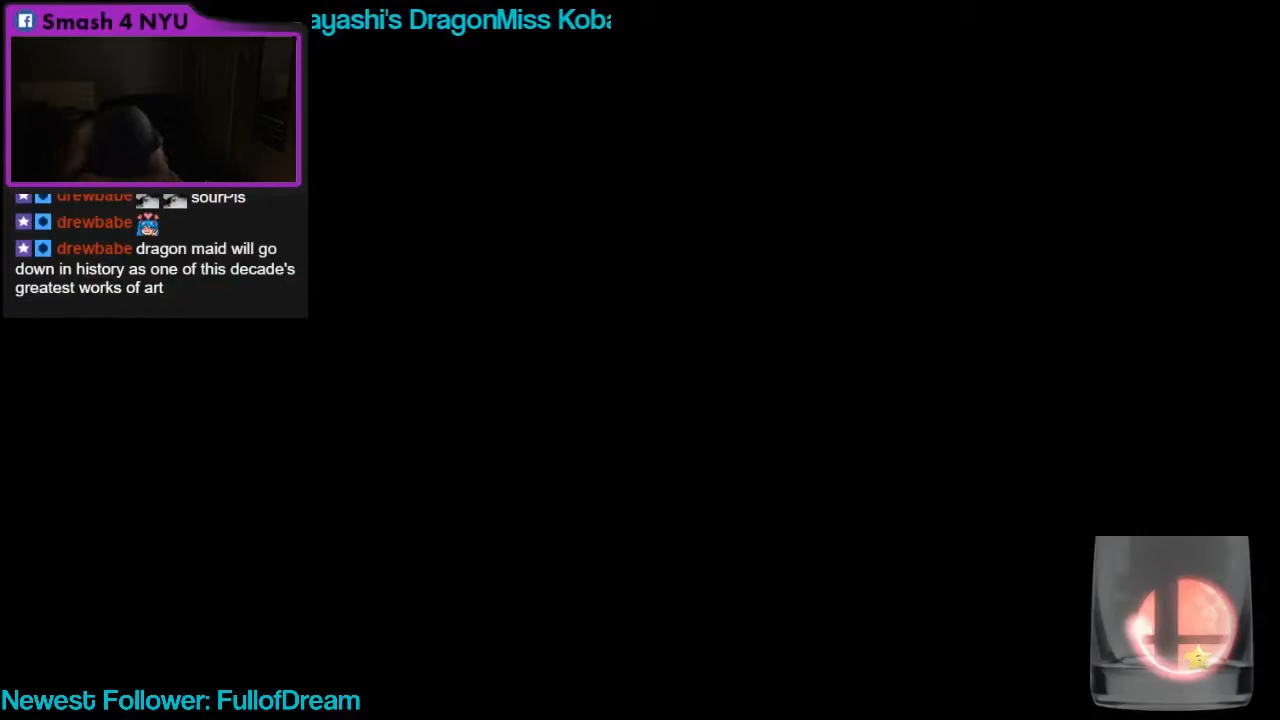 Smash 4 NYU
ayashi's DragonMiss Koba
drewbabe sourPls
drewbabe
drewbabe dragon maid will go
down in history as one of this decade's
greatest works of art
Newest Follower: FullofDream